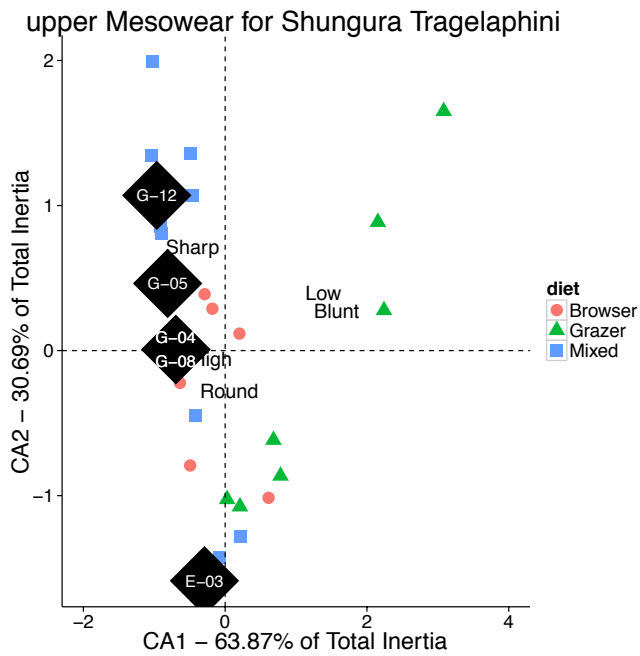 upper Mesowear for Shungura Tragelaphini
2
1
0
−1
CA2 − 30.69% of Total Inertia
G−12
Sharp
G−05
Low
Blunt
G−04
G−08
Round
E−03
diet
Browser
Grazer
Mixed
−2
0
2
4
CA1 − 63.87% of Total Inertia